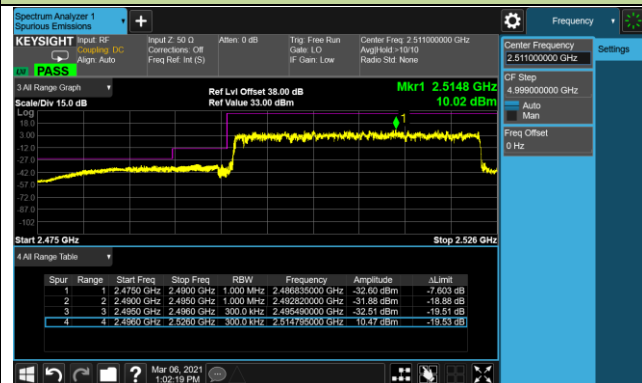 Spectrum Analyzer 1
Spurious Emissions
Frequency
KEYSIGHT
Input: RF
Coupling: DC
Align: Auto
Input Z: 50 Ω
Corrections: Off
Freq Ref: Int (S)
Atten: 0 dB
Trig: Free Run
Gate: LO
IF Gain: Low
Center Freq: 2.511000000 GHz
Avg|Hold:>10/10
Radio Std: None
PASS
Center Frequency
2.511000000 GHz
Settings
CF Step
4.999000000 GHz
Auto
Man
Freq Offset
0 Hz
3 All Range Graph
Scale/Div 15.0 dB
Ref Lvl Offset 38.00 dB
Ref Value 33.00 dBm
Mkr1 2.5148 GHz
10.02 dBm
Log
18.0
3.00
-12.0
-27.0
-42.0
-57.0
-72.0
-87.0
-102
1
Start 2.475 GHz
Stop 2.526 GHz
4 All Range Table
Spur Range Start Freq Stop Freq RBW Frequency Amplitude ΔLimit
1 1 2.4750 GHz 2.4900 GHz 1.000 MHz 2.486835000 GHz -32.60 dBm -7.603 dB
2 2 2.4900 GHz 2.4950 GHz 1.000 MHz 2.492820000 GHz -31.88 dBm -18.88 dB
3 3 2.4950 GHz 2.4960 GHz 300.0 kHz 2.495490000 GHz -32.51 dBm -19.51 dB
4 4 2.4960 GHz 2.5260 GHz 300.0 kHz 2.514795000 GHz 10.47 dBm -19.53 dB
Mar 06, 2021
1:02:19 PM